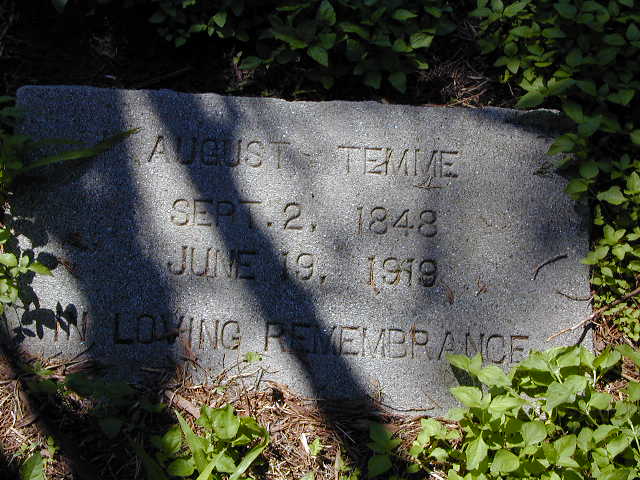 AUGUST TEMME
SEPT. 2, 1848
JUNE 19, 1919
IN LOVING REMEMBRANCE